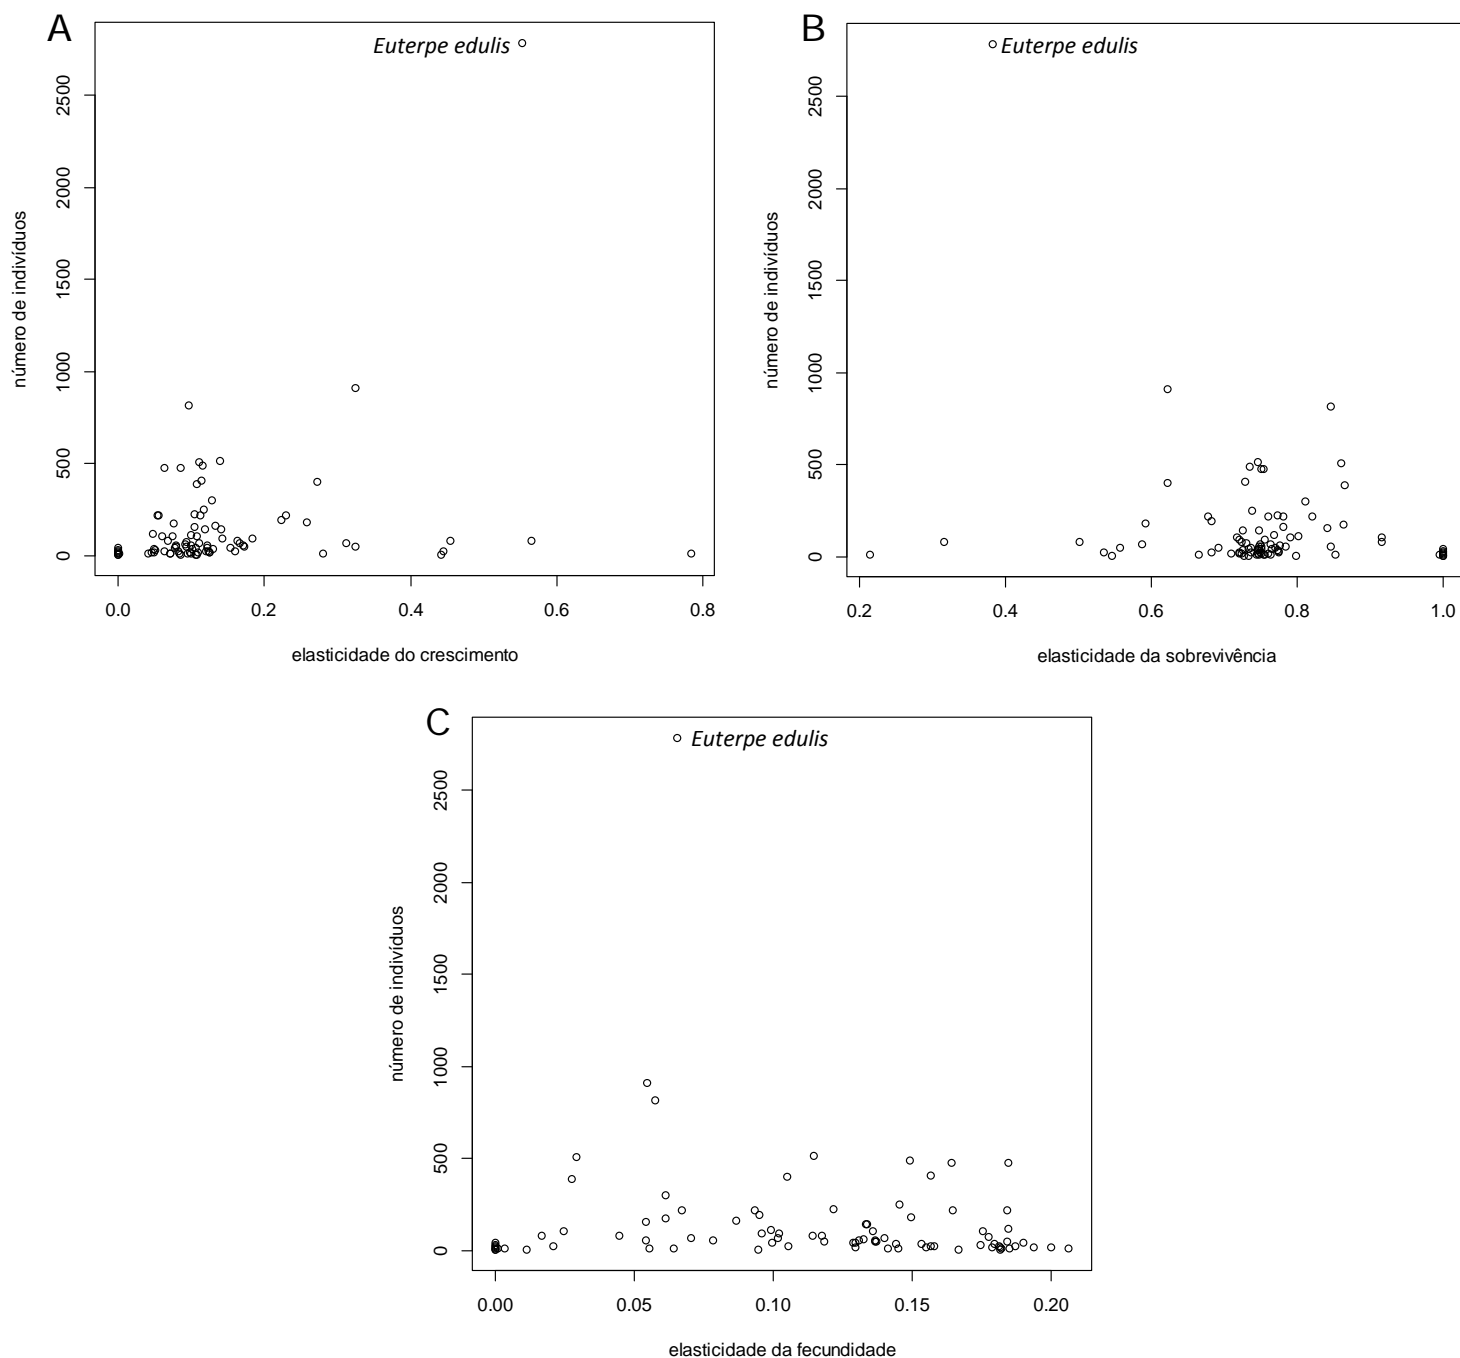 A
Euterpe edulis
2500
2000
1500
1000
500
0
número de indivíduos
0.0 0.2 0.4 0.6 0.8
elasticidade do crescimento
B
Euterpe edulis
2500
2000
1500
1000
500
0
número de indivíduos
0.2 0.4 0.6 0.8 1.0
elasticidade da sobrevivência
C
Euterpe edulis
2500
2000
1500
1000
500
0
número de indivíduos
0.00 0.05 0.10 0.15 0.20
elasticidade da fecundidade